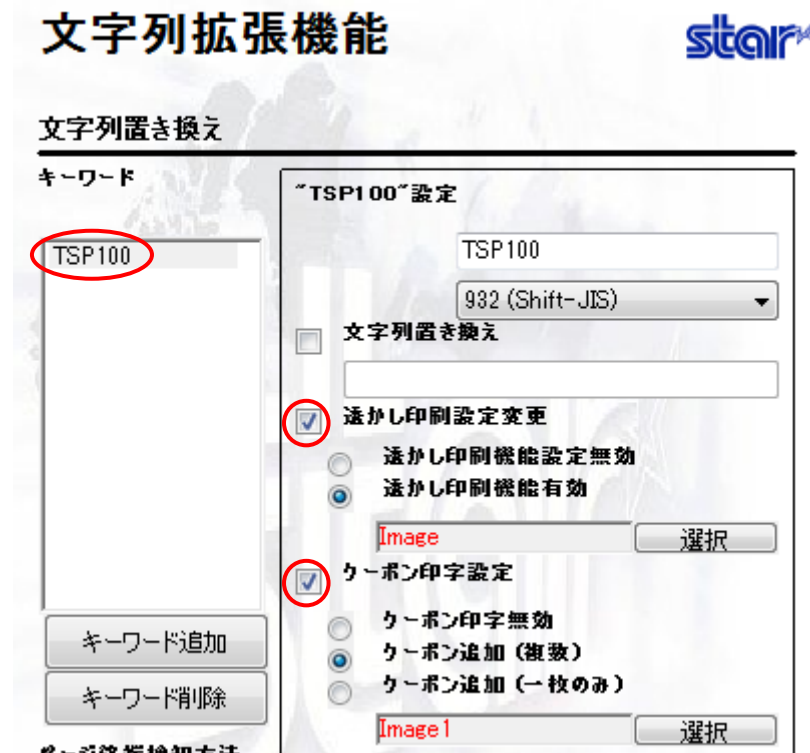 文字列拡張機能
star
文字列置き換え
キーワード
TSP100
キーワード追加
キーワード削除
"TSP100"設定
TSP100
932 (Shift-JIS)
文字列置き換え
透かし印刷設定変更
透かし印刷機能設定無効
透かし印刷機能有効
Image
選択
クーポン印字設定
クーポン印字無効
クーポン追加 (複数)
クーポン追加 (一枚のみ)
Image1
選択